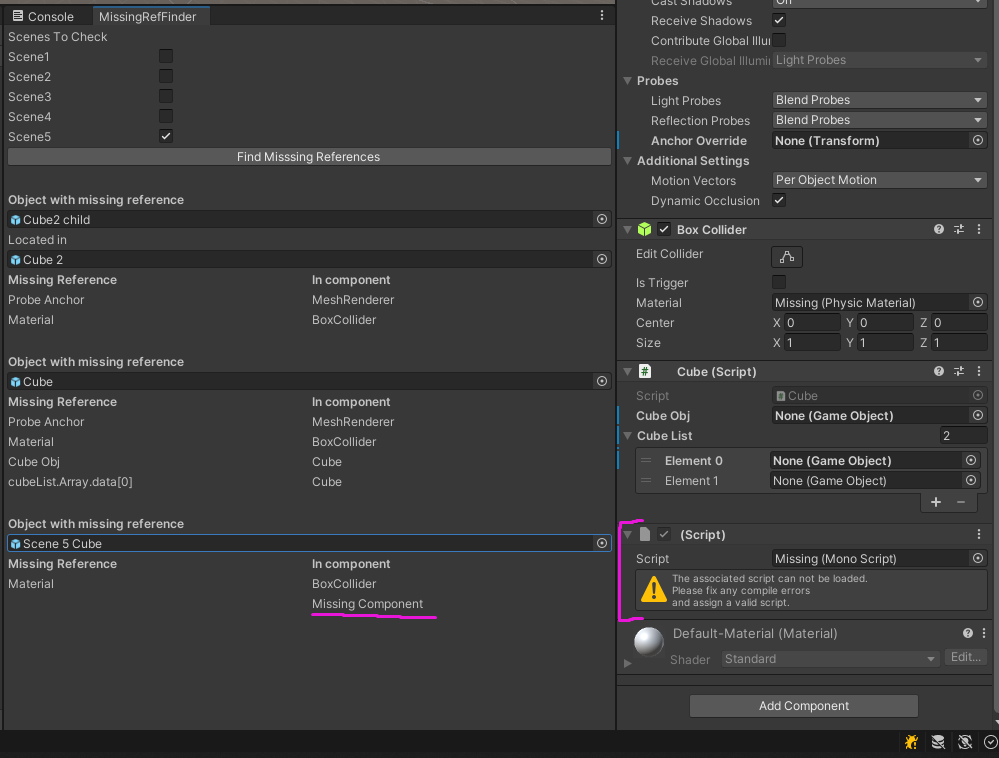 Console
MissingRefFinder
Scenes To Check
Scene1
Scene2
Scene3
Scene4
Scene5
Find Misssing References
Object with missing reference
Cube2 child
Located in
Cube 2
Missing Reference In component
Probe Anchor MeshRenderer
Material BoxCollider
Object with missing reference
Cube
Missing Reference In component
Probe Anchor MeshRenderer
Material BoxCollider
Cube Obj Cube
cubeList.Array.data[0] Cube
Object with missing reference
Scene 5 Cube
Missing Reference In component
Material BoxCollider
Missing Component
Cast Shadows On
Receive Shadows
Contribute Global Illu
Receive Global Illumi Light Probes
Probes
Light Probes Blend Probes
Reflection Probes Blend Probes
Anchor Override None (Transform)
Additional Settings
Motion Vectors Per Object Motion
Dynamic Occlusion
Box Collider
Edit Collider
Is Trigger
Material Missing (Physic Material)
Center X 0 Y 0 Z 0
Size X 1 Y 1 Z 1
# Cube (Script)
Script # Cube
Cube Obj None (Game Object)
Cube List 2
Element 0 None (Game Object)
Element 1 None (Game Object)
+ −
(Script)
Script Missing (Mono Script)
The associated script can not be loaded.
Please fix any compile errors
and assign a valid script.
Default-Material (Material)
Shader Standard Edit...
Add Component